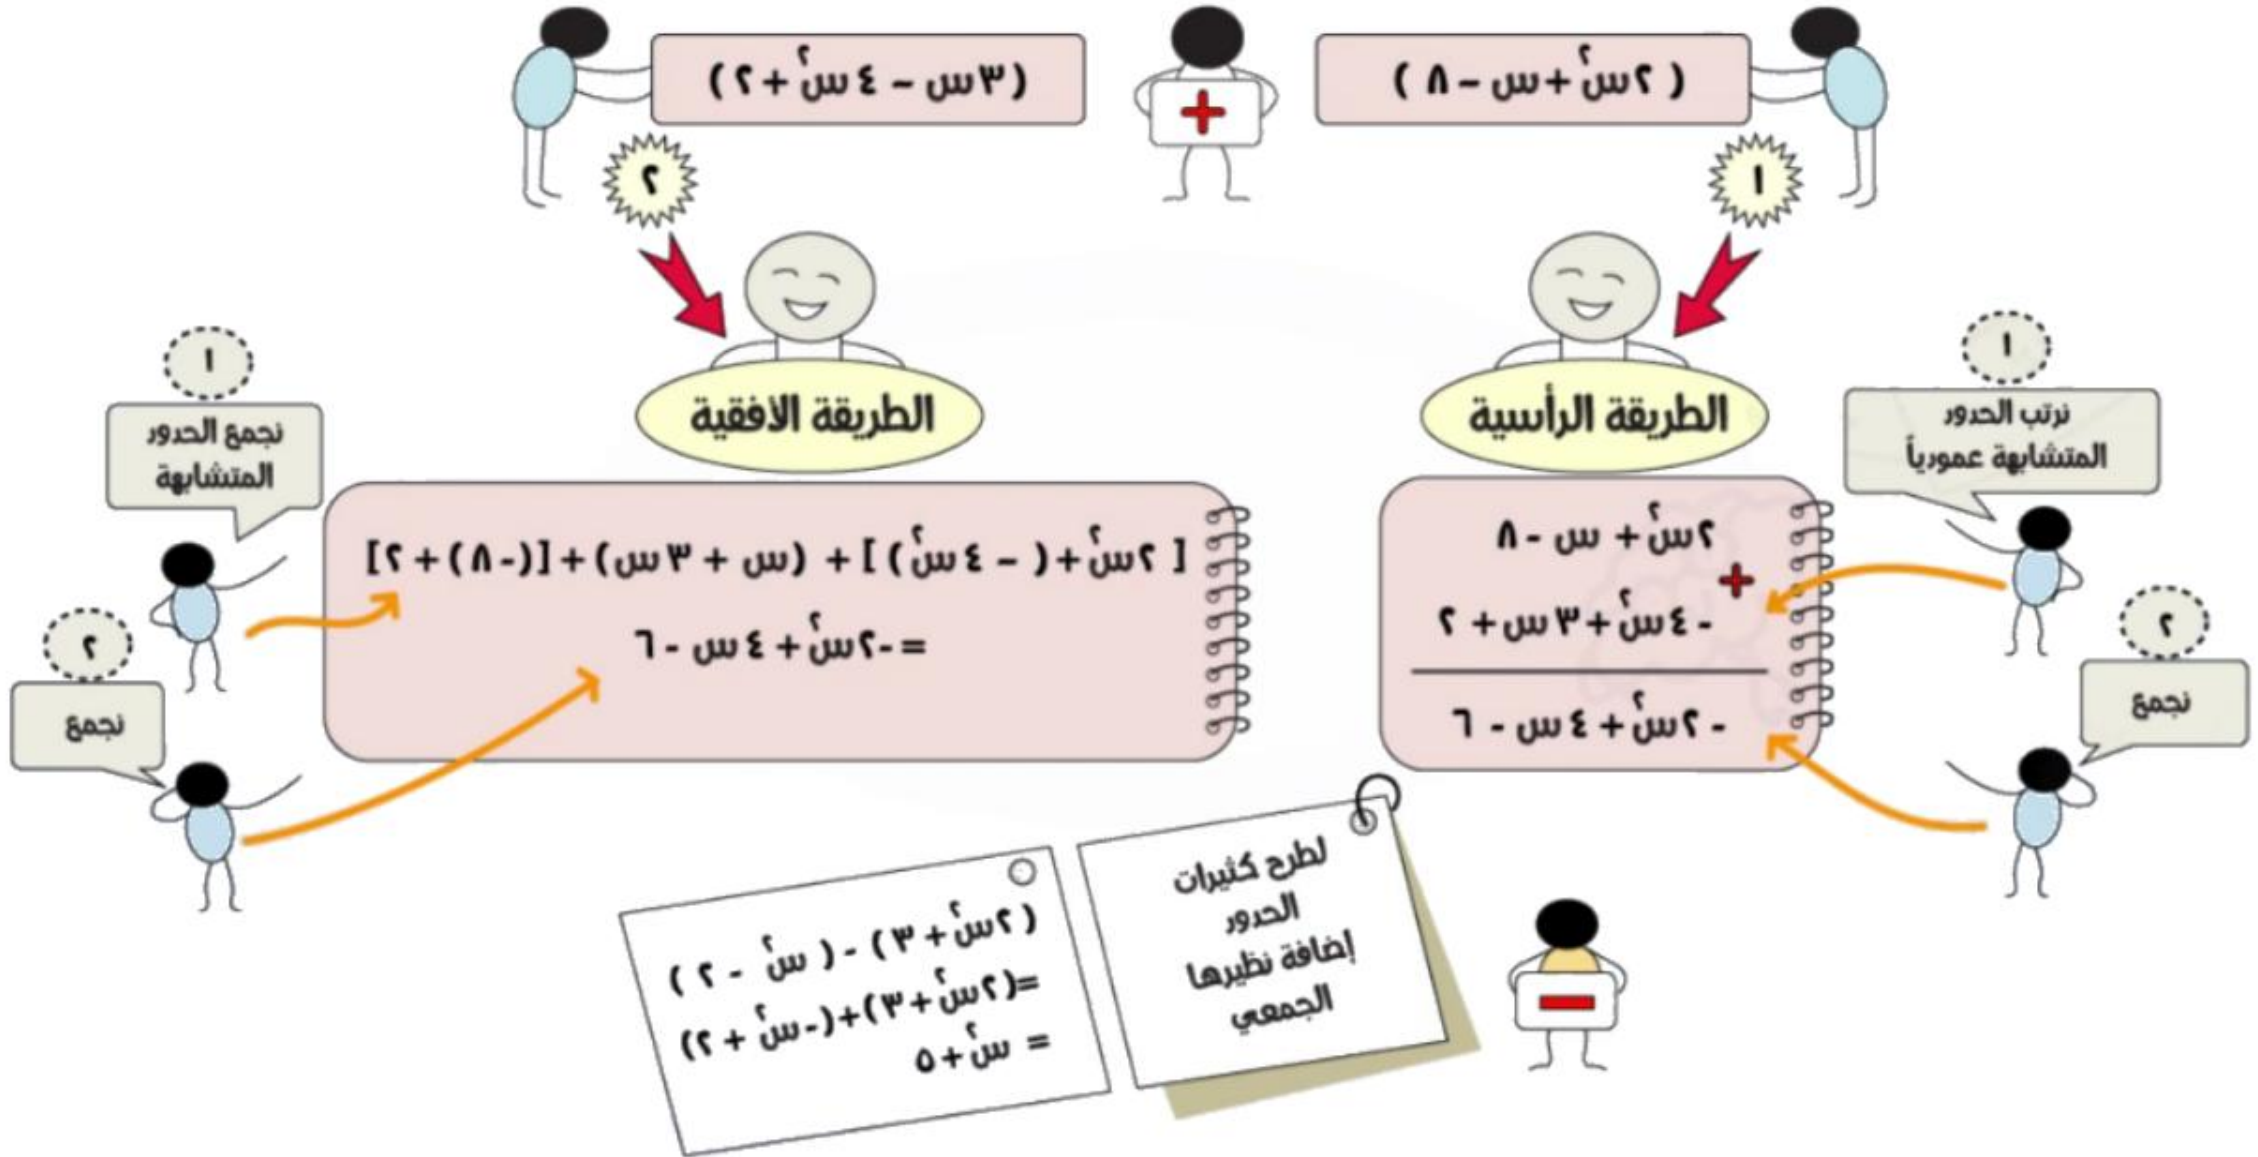 ( ٢س٢ + س – ٨ )
+
( ٣س – ٤س٢ + ٢ )
١
الطريقة الرأسية
١
نرتب الحدود
المتشابهة عمودياً
٢س٢ + س - ٨
+
- ٤س٢ + ٣س + ٢
- ٢س٢ + ٤س - ٦
٢
نجمع
٢
الطريقة الافقية
١
نجمع الحدود
المتشابهة
[ ٢س٢ + ( – ٤س٢ ) ] + (س + ٣س) + [(-٨) + ٢]
= -٢س٢ + ٤س - ٦
٢
نجمع
لطرح كثيرات
الحدود
إضافة نظيرها
الجمعي
( ٢س٢ + ٣ ) - ( س٢ - ٢ )
=(٢س٢ + ٣) + (-س٢ + ٢)
= س٢ + ٥